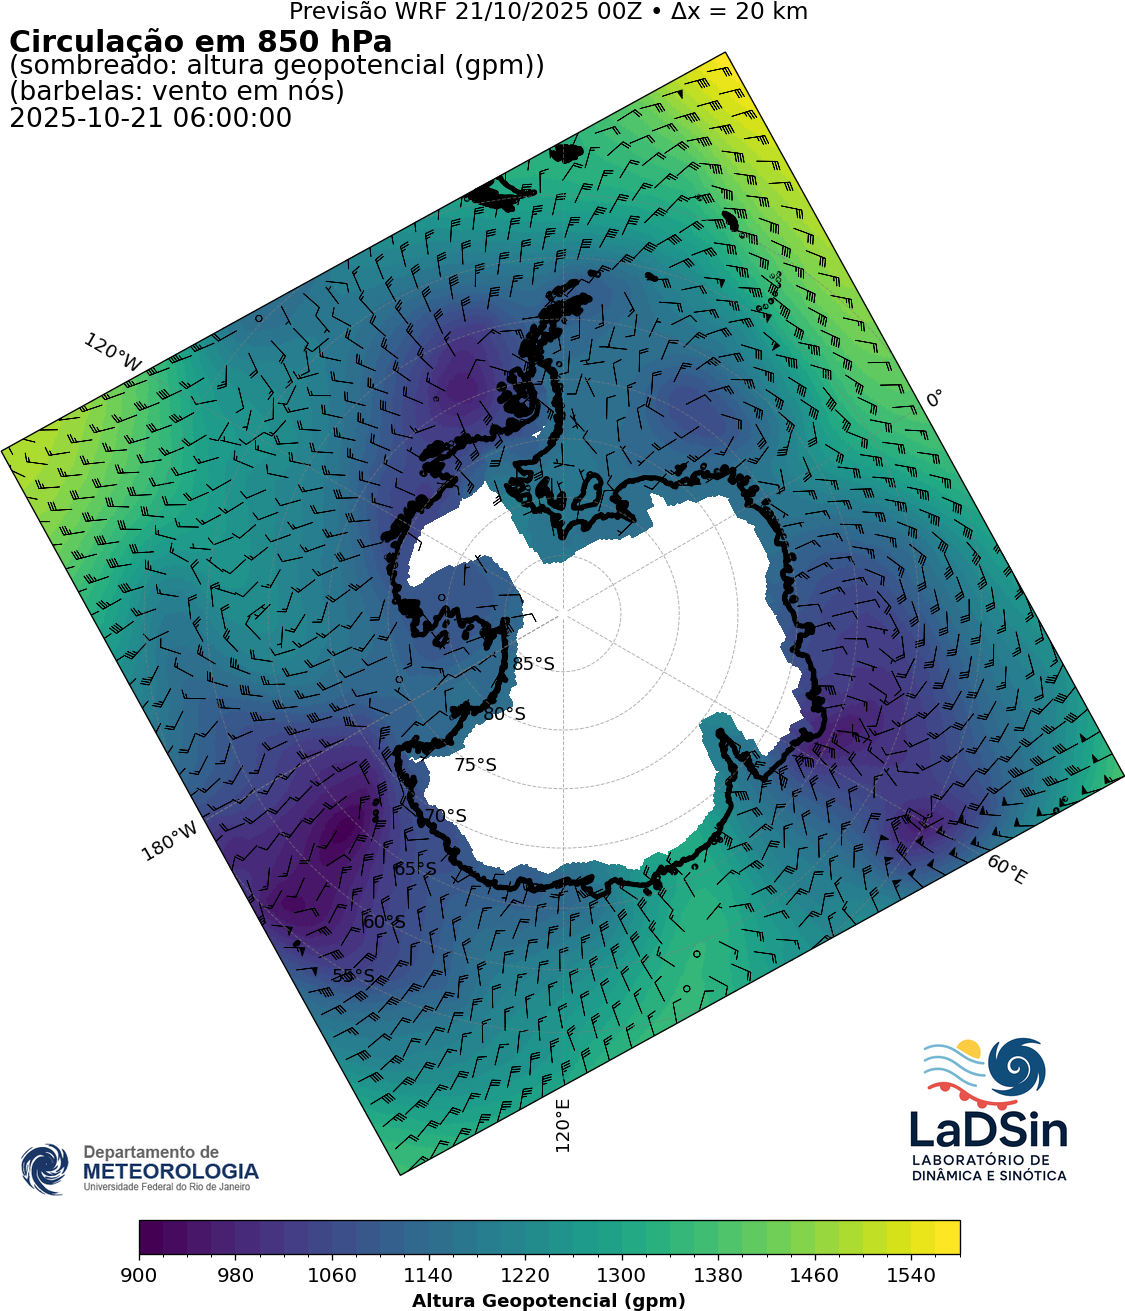 Previsão WRF 21/10/2025 00Z • Δx = 20 km
Circulação em 850 hPa
(sombreado: altura geopotencial (gpm))
(barbelas: vento em nós)
2025-10-21 06:00:00
120°W
0°
85°S
80°S
75°S
70°S
180°W
65°S
60°E
60°S
55°S
120°E
LaDSin
LABORATÓRIO DE
DINÂMICA E SINÓTICA
Departamento de
METEOROLOGIA
Universidade Federal do Rio de Janeiro
900 980 1060 1140 1220 1300 1380 1460 1540
Altura Geopotencial (gpm)